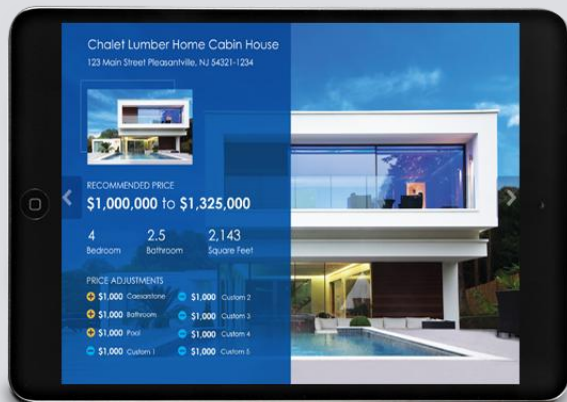 Chalet Lumber Home Cabin House
123 Main Street Pleasantville, NJ 54321-1234
RECOMMENDED PRICE
$1,000,000 to $1,325,000
4 2.5 2,143
Bedroom Bathroom Square Feet
PRICE ADJUSTMENTS
+ $1,000 Caesarstone - $1,000 Custom 2
+ $1,000 Bathroom - $1,000 Custom 3
+ $1,000 Pool - $1,000 Custom 4
- $1,000 Custom 1 - $1,000 Custom 5